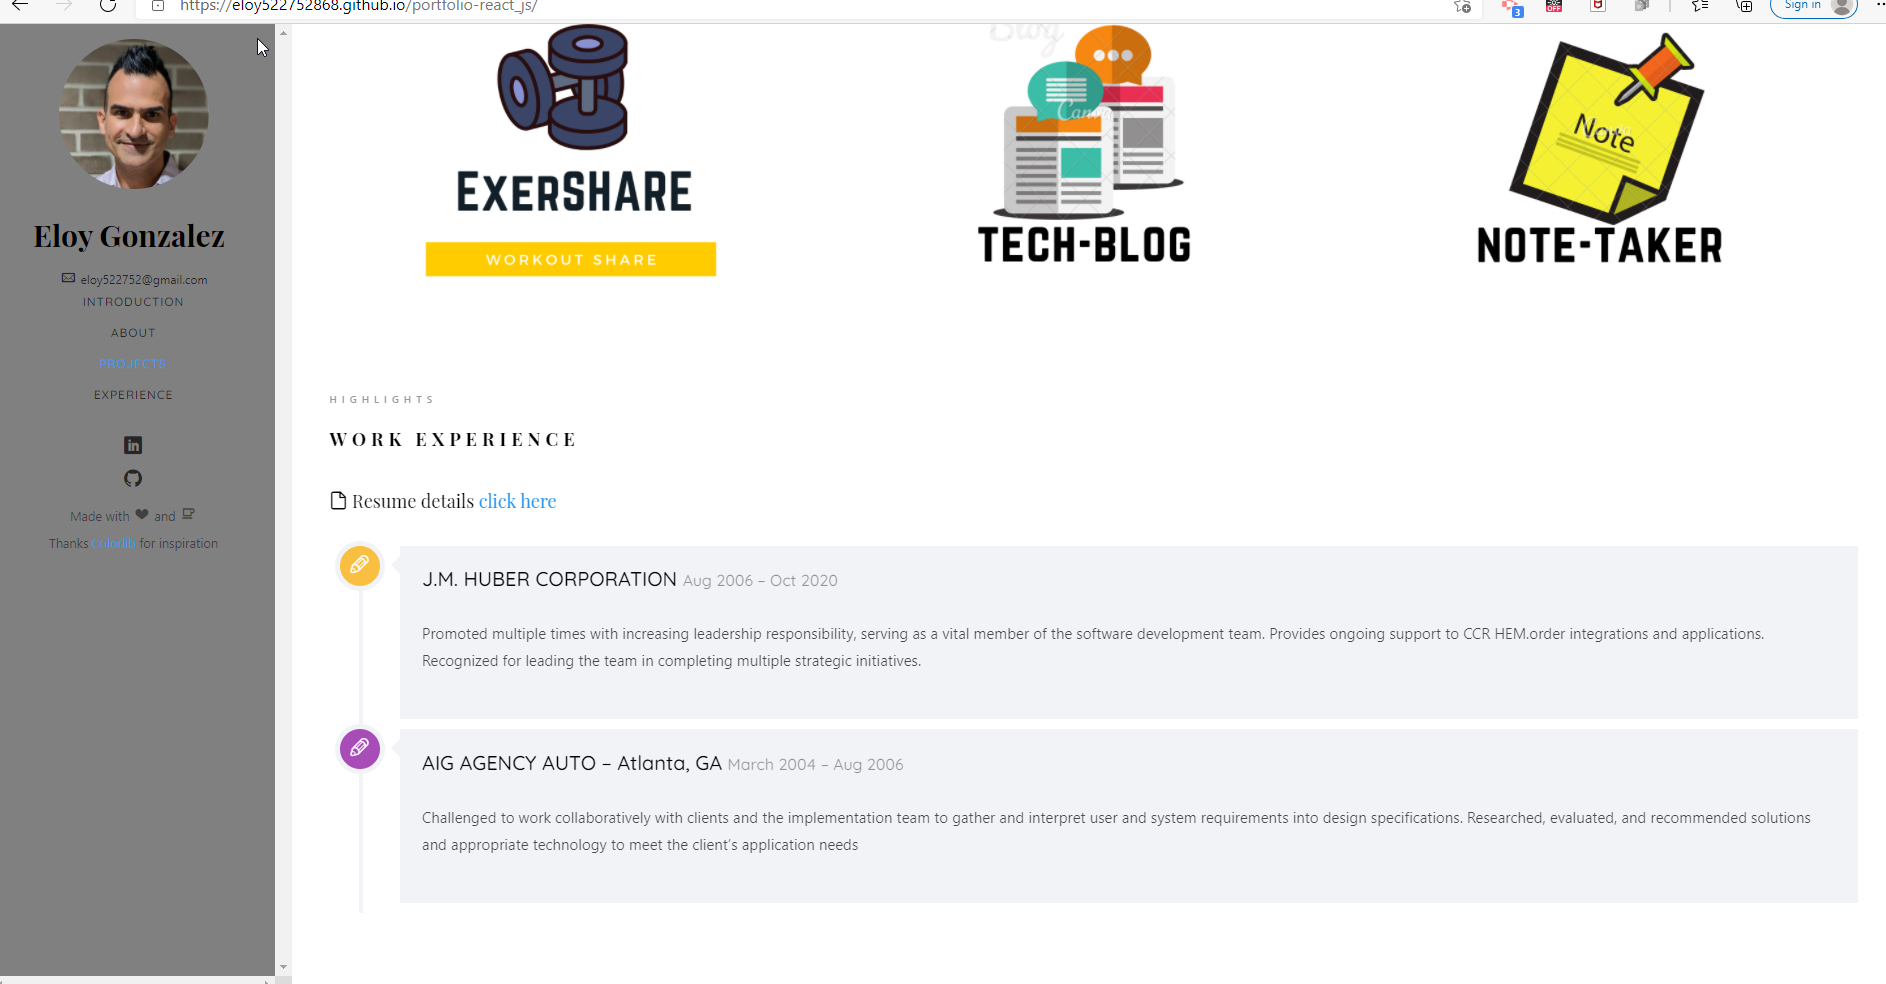 https://eloy522752868.github.io/portfolio-react_js/
3
OFF
Sign in
Eloy Gonzalez
eloy522752@gmail.com
INTRODUCTION
ABOUT
PROJECTS
EXPERIENCE
in
Made with and
Thanks Colorlib for inspiration
EXERSHARE
WORKOUT SHARE
Blog
Canva
TECH-BLOG
Note
NOTE-TAKER
HIGHLIGHTS
WORK EXPERIENCE
Resume details click here
J.M. HUBER CORPORATION Aug 2006 – Oct 2020
Promoted multiple times with increasing leadership responsibility, serving as a vital member of the software development team. Provides ongoing support to CCR HEM.order integrations and applications.
Recognized for leading the team in completing multiple strategic initiatives.
AIG AGENCY AUTO – Atlanta, GA March 2004 – Aug 2006
Challenged to work collaboratively with clients and the implementation team to gather and interpret user and system requirements into design specifications. Researched, evaluated, and recommended solutions
and appropriate technology to meet the client’s application needs